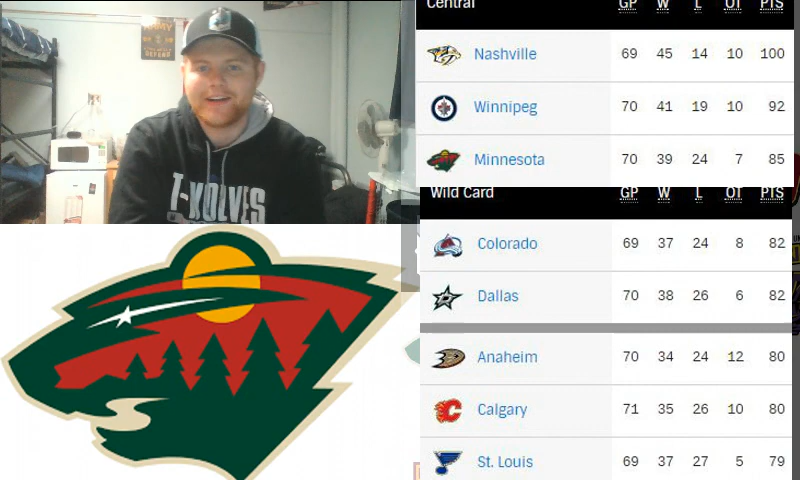 ARMY
DEFEND
T-WOLVES
Central GP W L OT PTS
Nashville 69 45 14 10 100
Winnipeg 70 41 19 10 92
Minnesota 70 39 24 7 85
Wild Card GP W L OT PTS
Colorado 69 37 24 8 82
Dallas 70 38 26 6 82
Anaheim 70 34 24 12 80
Calgary 71 35 26 10 80
St. Louis 69 37 27 5 79